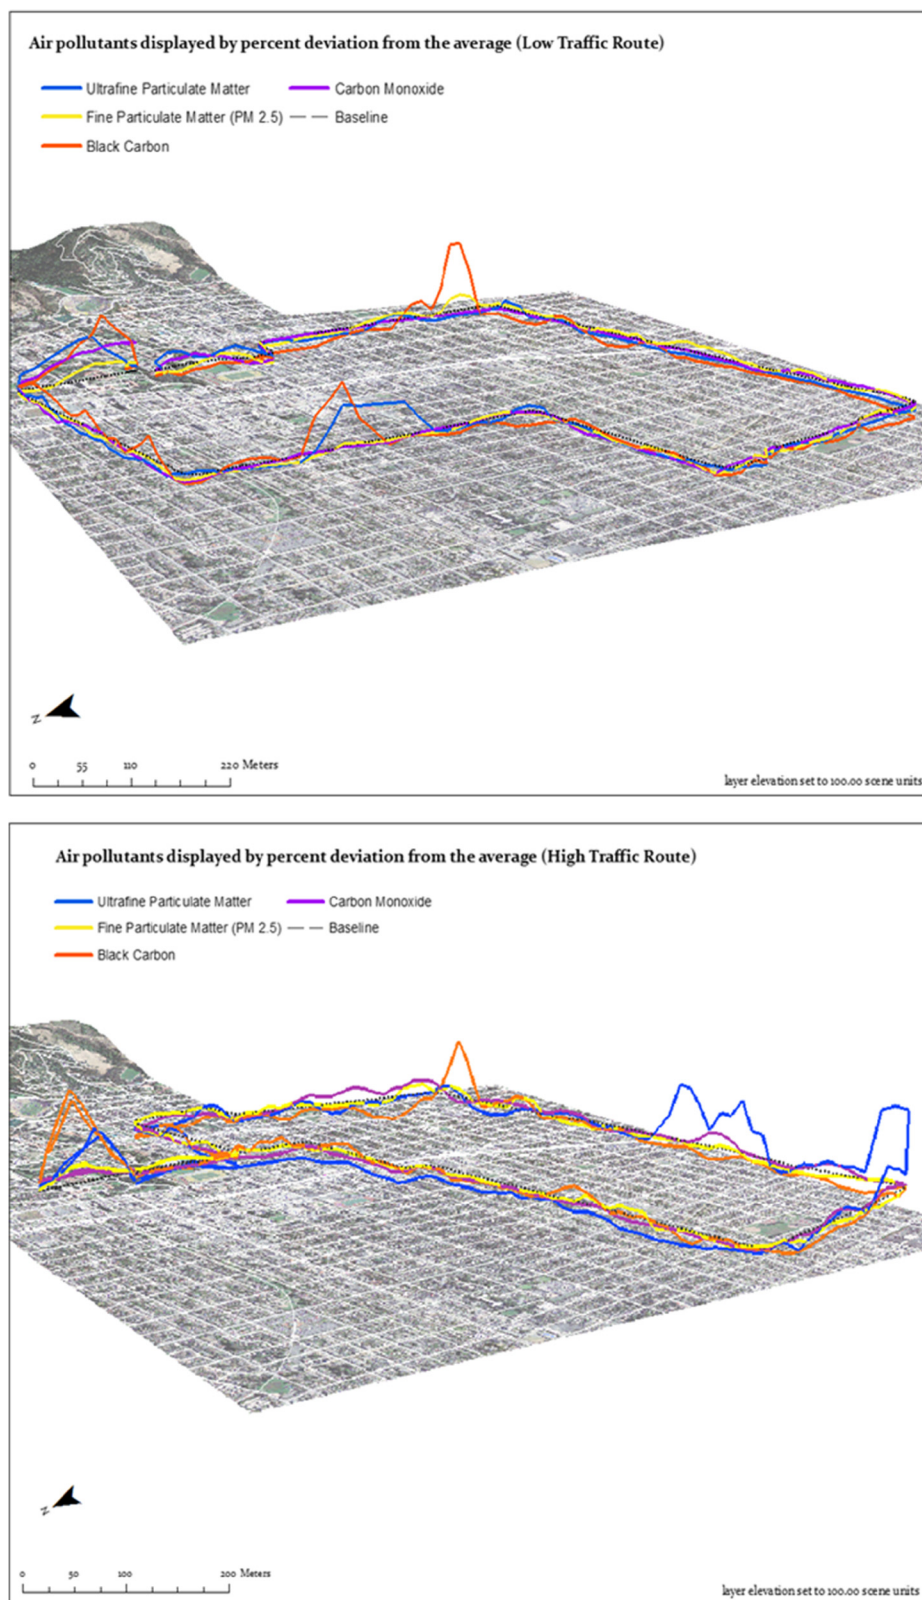 Air pollutants displayed by percent deviation from the average (Low Traffic Route)
Ultrafine Particulate Matter Carbon Monoxide
Fine Particulate Matter (PM 2.5) Baseline
Black Carbon
N
0 55 110 220 Meters
layer elevation set to 100.00 scene units
Air pollutants displayed by percent deviation from the average (High Traffic Route)
Ultrafine Particulate Matter Carbon Monoxide
Fine Particulate Matter (PM 2.5) Baseline
Black Carbon
N
0 50 100 200 Meters
layer elevation set to 100.00 scene units